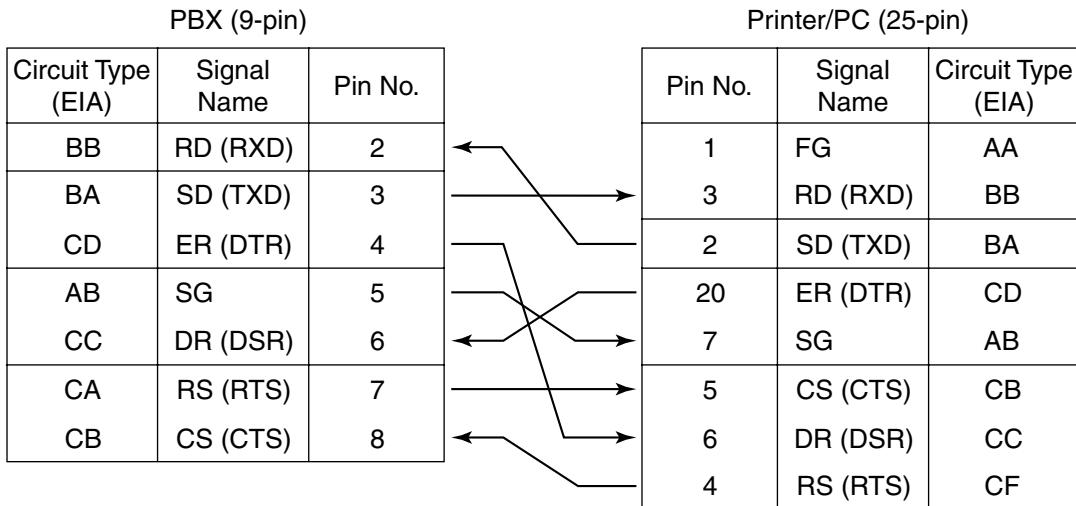 PBX (9-pin)
Circuit Type (EIA) Signal Name Pin No.
BB RD (RXD) 2
BA SD (TXD) 3
CD ER (DTR) 4
AB SG 5
CC DR (DSR) 6
CA RS (RTS) 7
CB CS (CTS) 8
Printer/PC (25-pin)
Pin No. Signal Name Circuit Type (EIA)
1 FG AA
3 RD (RXD) BB
2 SD (TXD) BA
20 ER (DTR) CD
7 SG AB
5 CS (CTS) CB
6 DR (DSR) CC
4 RS (RTS) CF